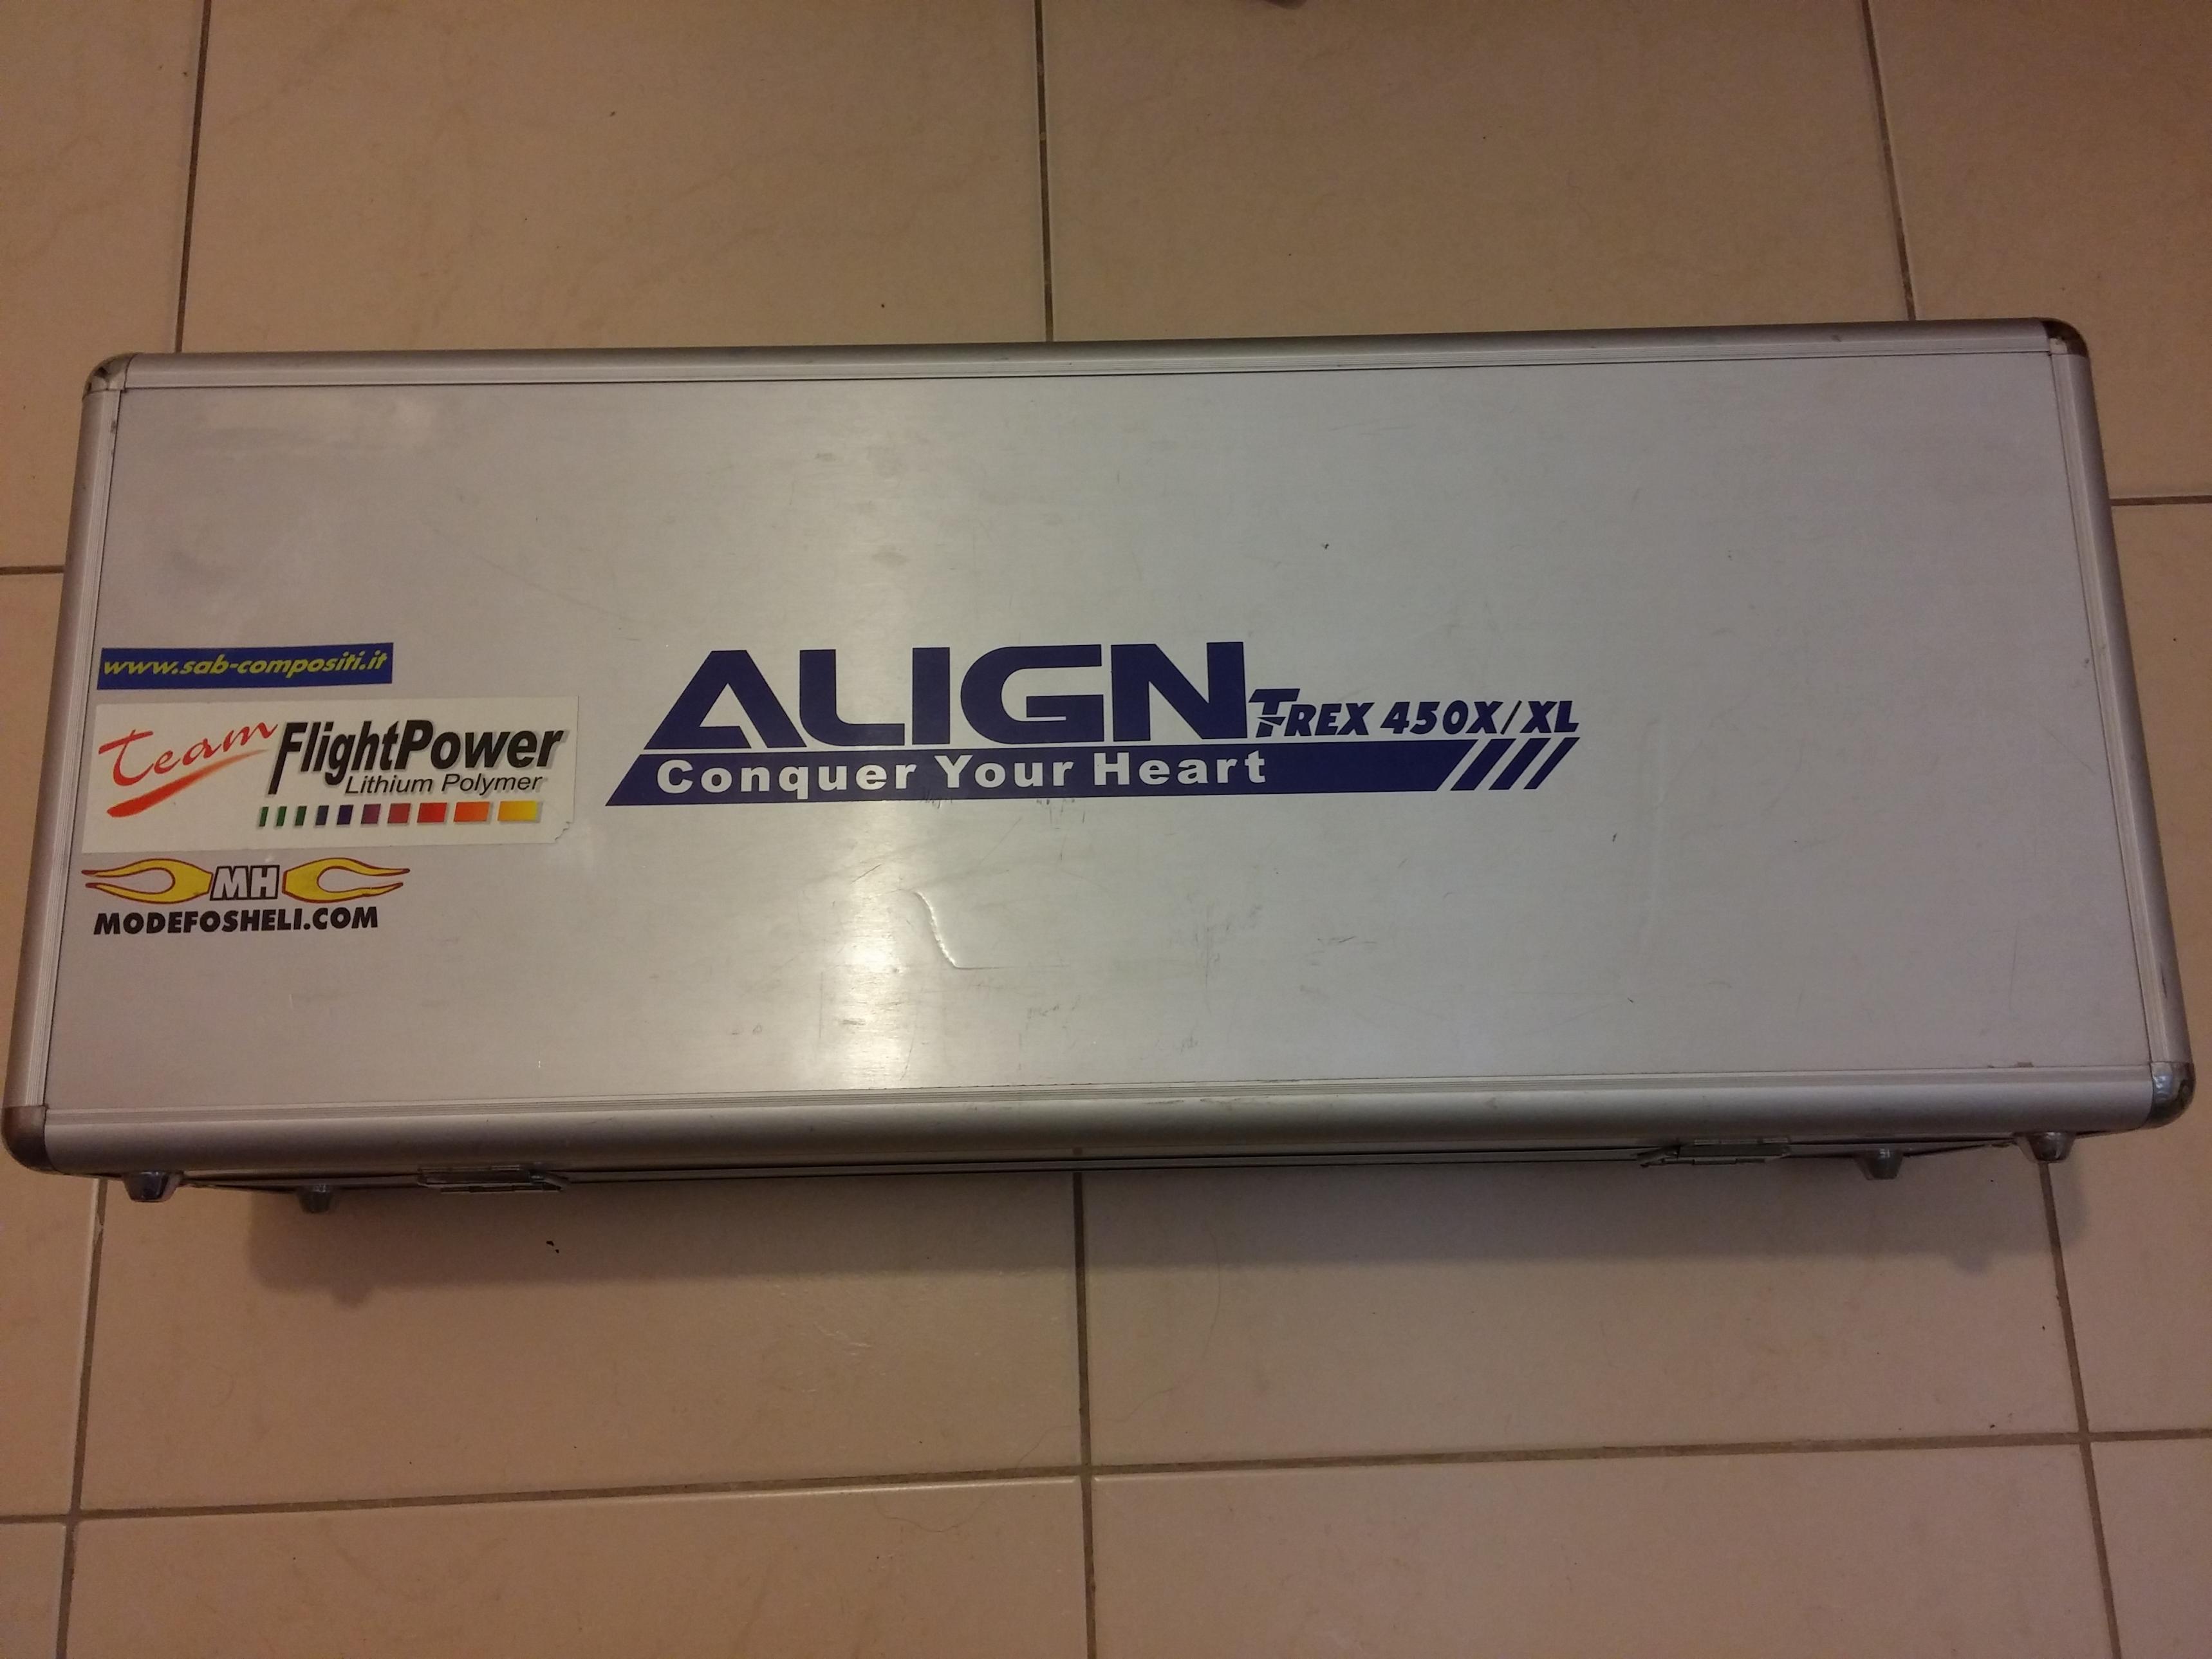 www.sab-compositi.it
Team FlightPower
Lithium Polymer
MH
MODEFOSHELI.COM
ALIGN T-REX 450X/XL
Conquer Your Heart